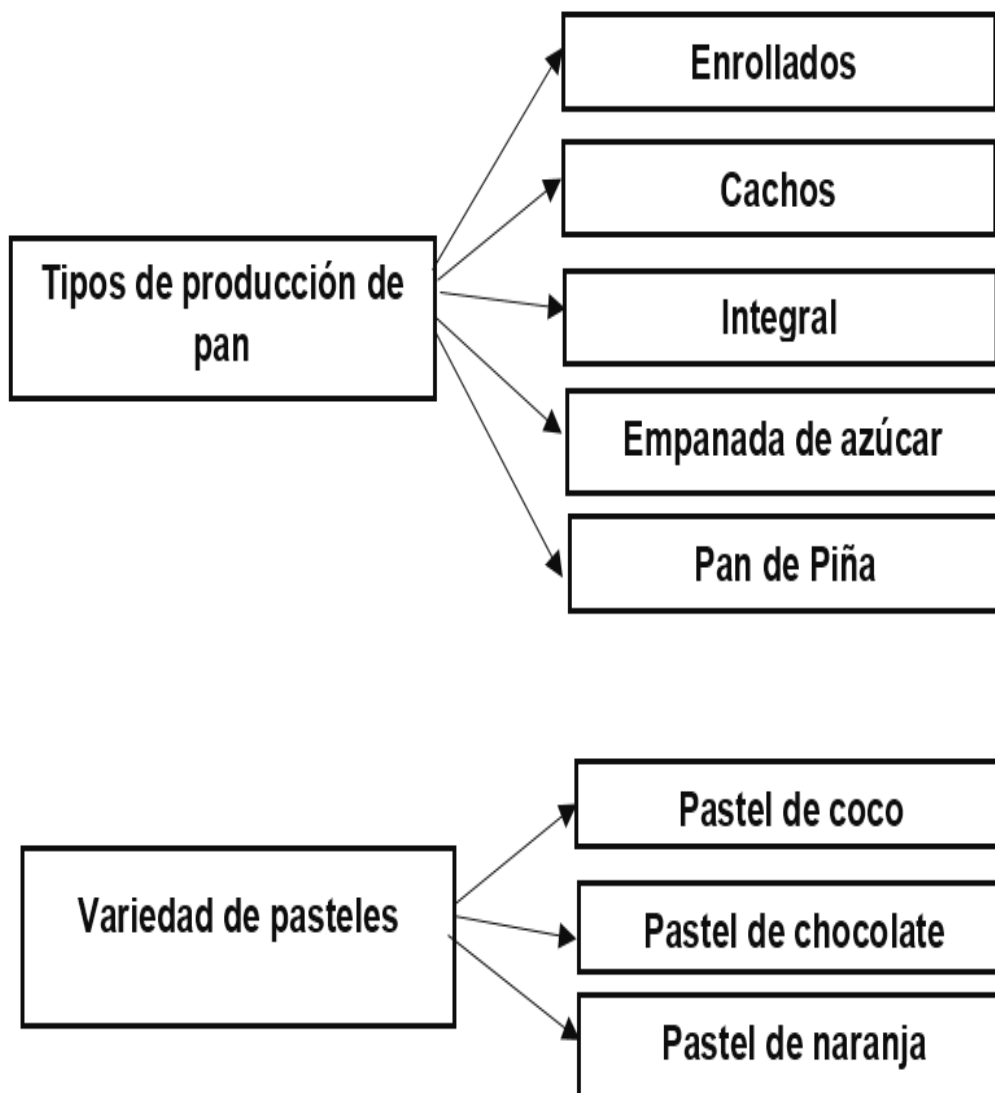 Enrollados
Cachos
Tipos de producción de
pan
Integral
Empanada de azúcar
Pan de Piña
Pastel de coco
Variedad de pasteles
Pastel de chocolate
Pastel de naranja